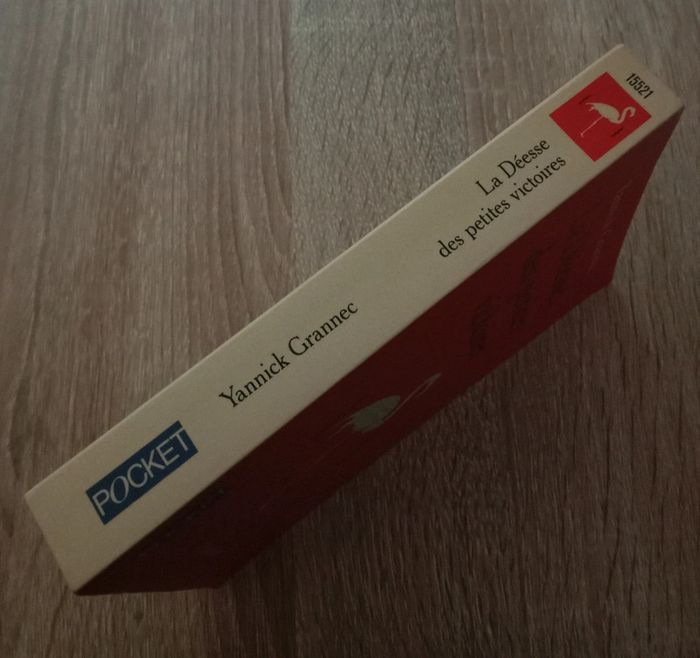 15521
La Déesse
des petites victoires
Yannick Grannec
POCKET